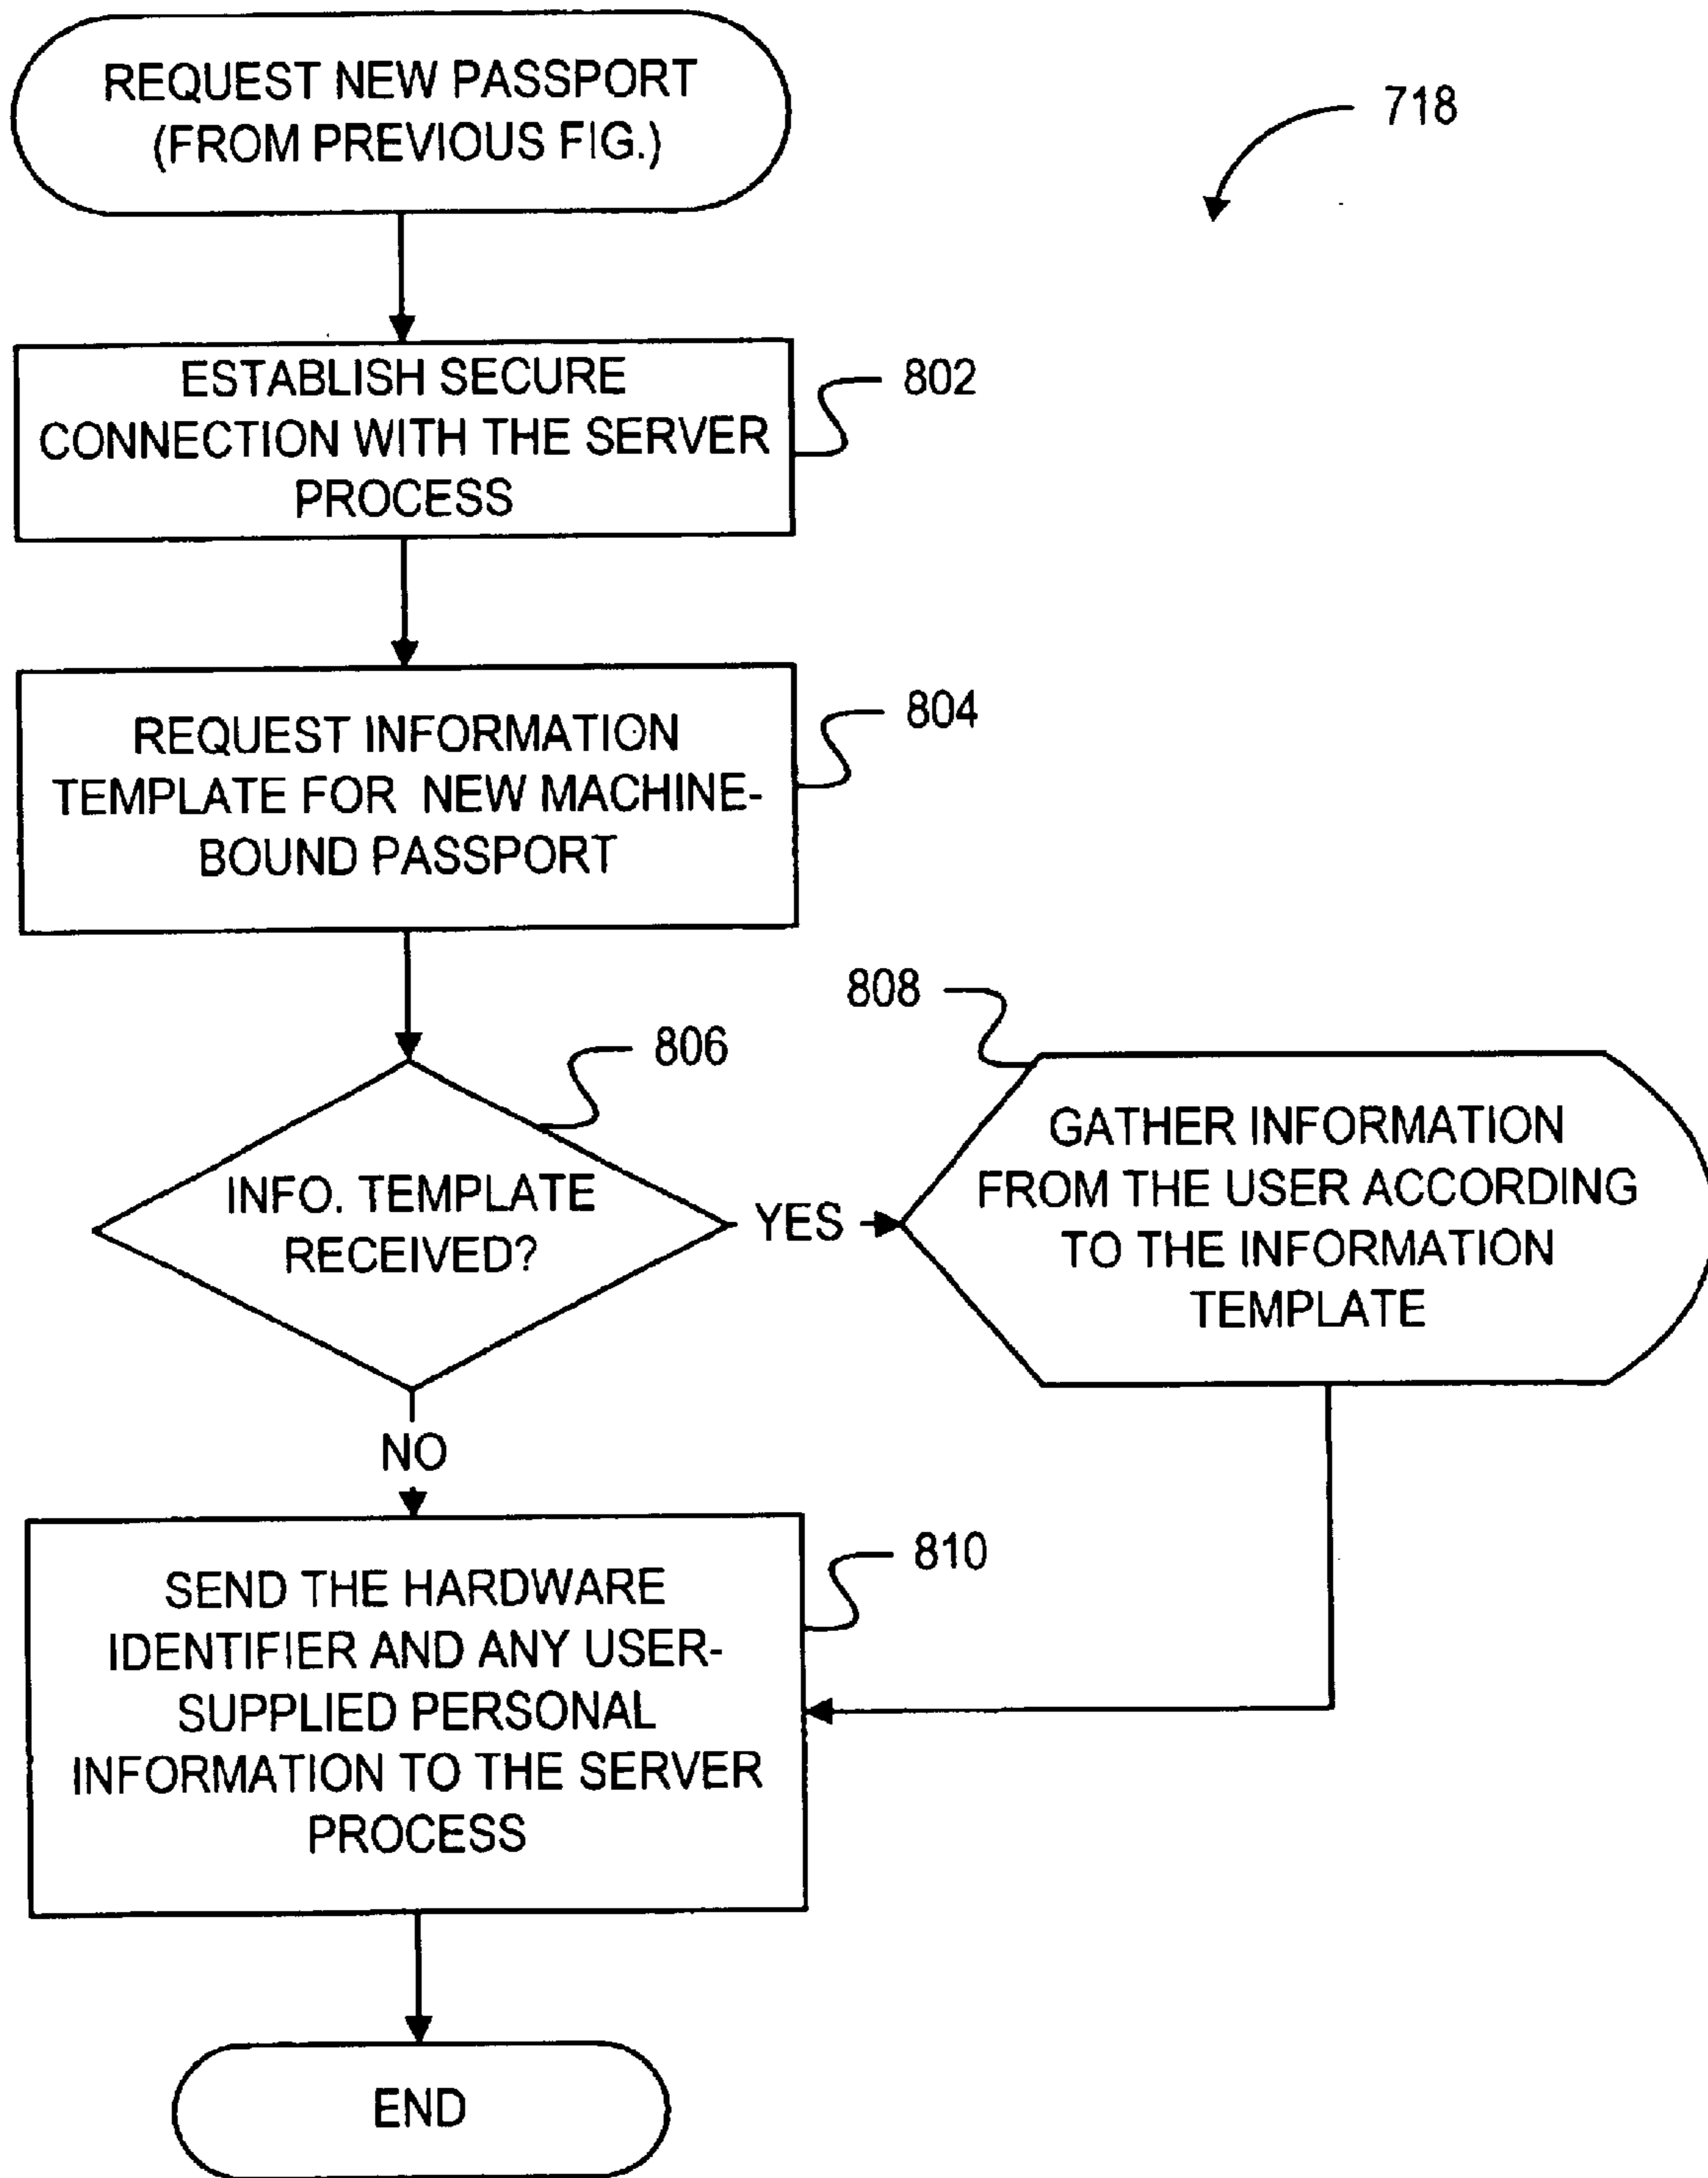 REQUEST NEW PASSPORT
(FROM PREVIOUS FIG.)
718
ESTABLISH SECURE
CONNECTION WITH THE SERVER
PROCESS
802
REQUEST INFORMATION
TEMPLATE FOR NEW MACHINE-
BOUND PASSPORT
804
806
INFO. TEMPLATE
RECEIVED?
YES
808
GATHER INFORMATION
FROM THE USER ACCORDING
TO THE INFORMATION
TEMPLATE
NO
SEND THE HARDWARE
IDENTIFIER AND ANY USER-
SUPPLIED PERSONAL
INFORMATION TO THE SERVER
PROCESS
810
END